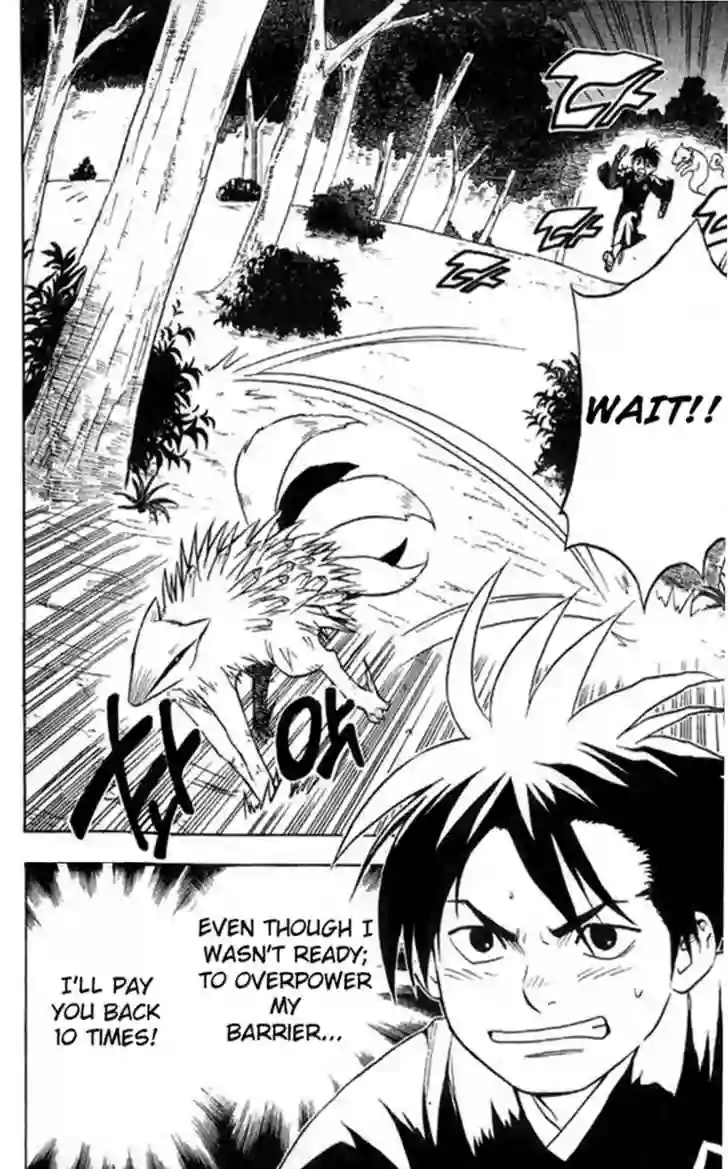 WAIT!!
EVEN THOUGH I
WASN'T READY;
TO OVERPOWER
MY
BARRIER...
I'LL PAY
YOU BACK
10 TIMES!